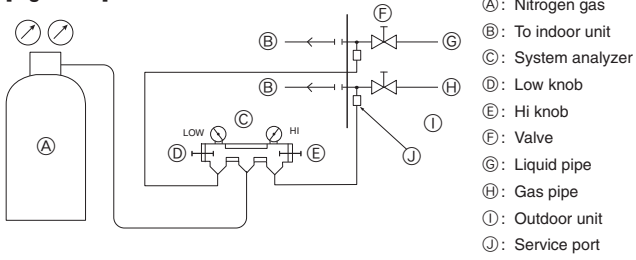 Ⓕ
Ⓑ Ⓖ
Ⓑ Ⓗ
Ⓒ Ⓘ
LOW HI
Ⓐ Ⓓ Ⓔ Ⓙ
Ⓐ: Nitrogen gas
Ⓑ: To indoor unit
Ⓒ: System analyzer
Ⓓ: Low knob
Ⓔ: Hi knob
Ⓕ: Valve
Ⓖ: Liquid pipe
Ⓗ: Gas pipe
Ⓘ: Outdoor unit
Ⓙ: Service port